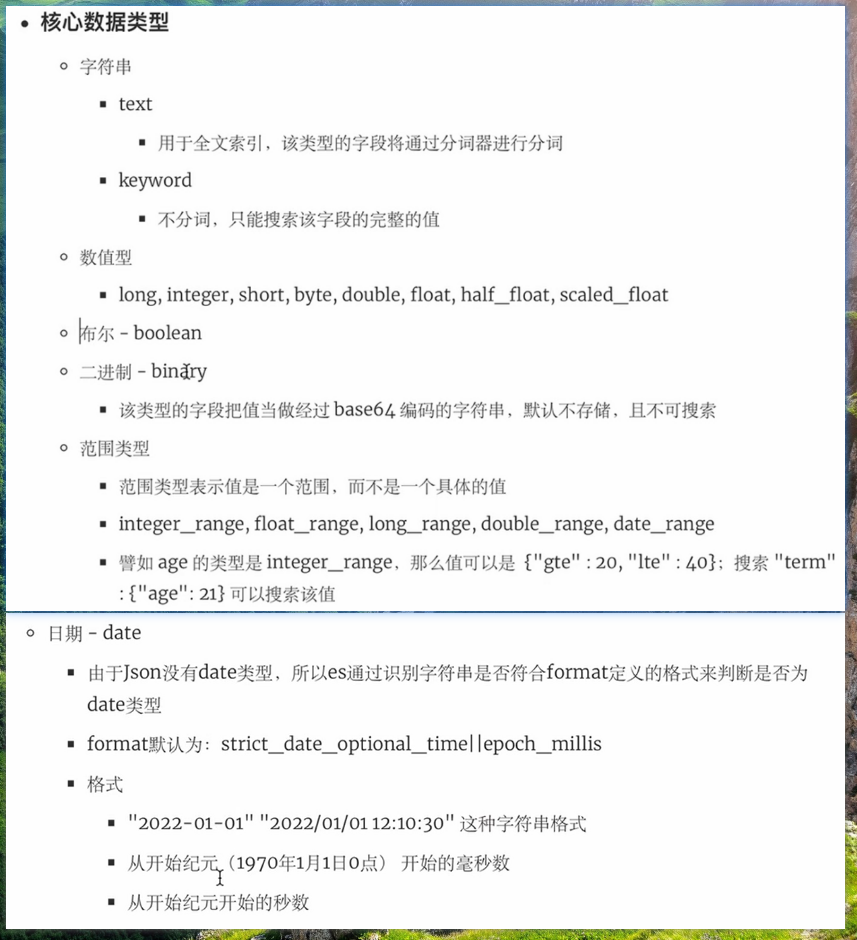 核心数据类型
字符串
text
用于全文索引，该类型的字段将通过分词器进行分词
keyword
不分词，只能搜索该字段的完整的值
数值型
long, integer, short, byte, double, float, half_float, scaled_float
布尔 - boolean
二进制 - binary
该类型的字段把值当做经过 base64 编码的字符串，默认不存储，且不可搜索
范围类型
范围类型表示值是一个范围，而不是一个具体的值
integer_range, float_range, long_range, double_range, date_range
譬如 age 的类型是 integer_range，那么值可以是 {"gte" : 20, "lte" : 40}；搜索 "term"
: {"age": 21} 可以搜索该值
日期 - date
由于Json没有date类型，所以es通过识别字符串是否符合format定义的格式来判断是否为
date类型
format默认为：strict_date_optional_time||epoch_millis
格式
"2022-01-01" "2022/01/01 12:10:30" 这种字符串格式
从开始纪元（1970年1月1日0点） 开始的毫秒数
从开始纪元开始的秒数